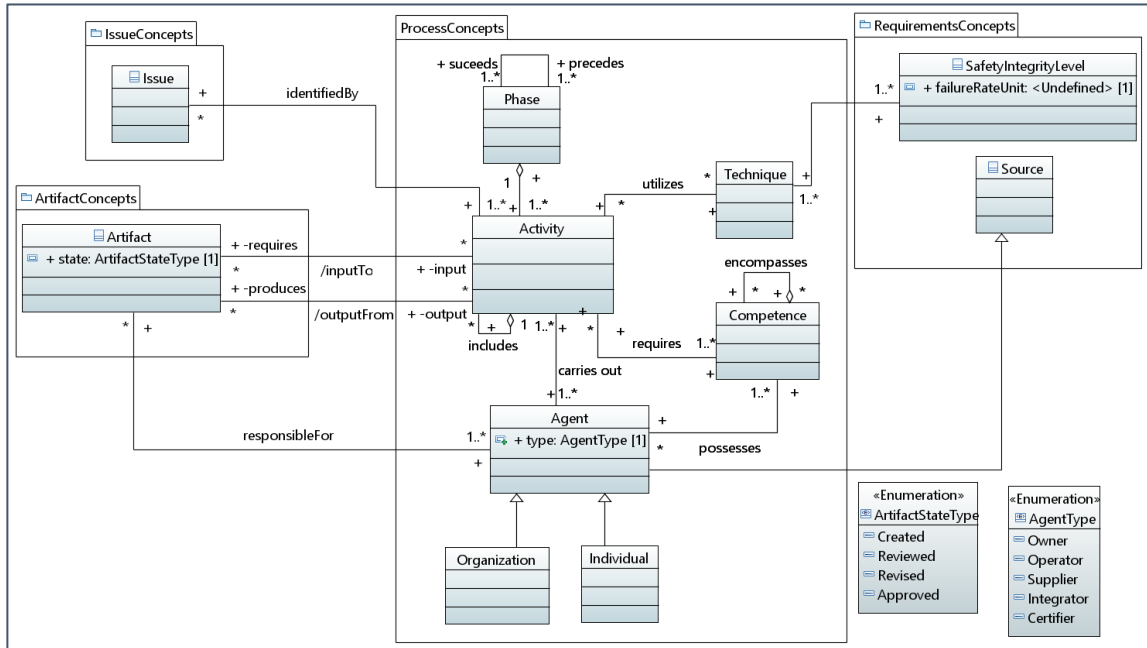 IssueConcepts
Issue
+
*
identifiedBy
ProcessConcepts
+ suceeds
+ precedes
1..*
1..*
Phase
1
+
+
1..*
+
1..*
RequirementsConcepts
SafetyIntegrityLevel
+ failureRateUnit: <Undefined> [1]
1..*
+
Source
Technique
*
+
+
1..*
utilizes
+
*
Activity
ArtifactConcepts
Artifact
+ state: ArtifactStateType [1]
+ -requires
*
/inputTo
*
+ -input
+ -produces
*
/outputFrom
*
+ -output
*
+
1
includes
1..*
+
+
*
+
requires
1..*
+
encompasses
+
*
+
*
Competence
1..*
+
carries out
+
1..*
*
+
responsibleFor
1..*
+
Agent
+ type: AgentType [1]
+
*
possesses
Organization
Individual
«Enumeration»
ArtifactStateType
Created
Reviewed
Revised
Approved
«Enumeration»
AgentType
Owner
Operator
Supplier
Integrator
Certifier